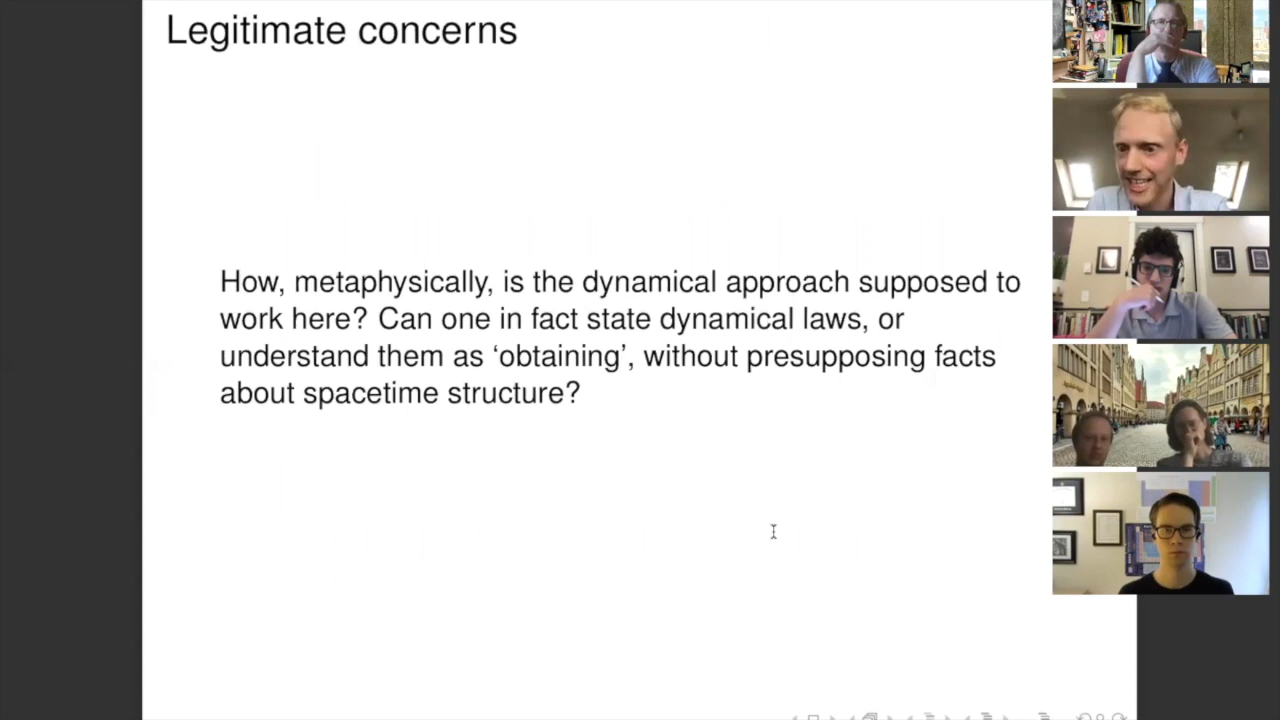 Legitimate concerns
How, metaphysically, is the dynamical approach supposed to
work here? Can one in fact state dynamical laws, or
understand them as ‘obtaining’, without presupposing facts
about spacetime structure?